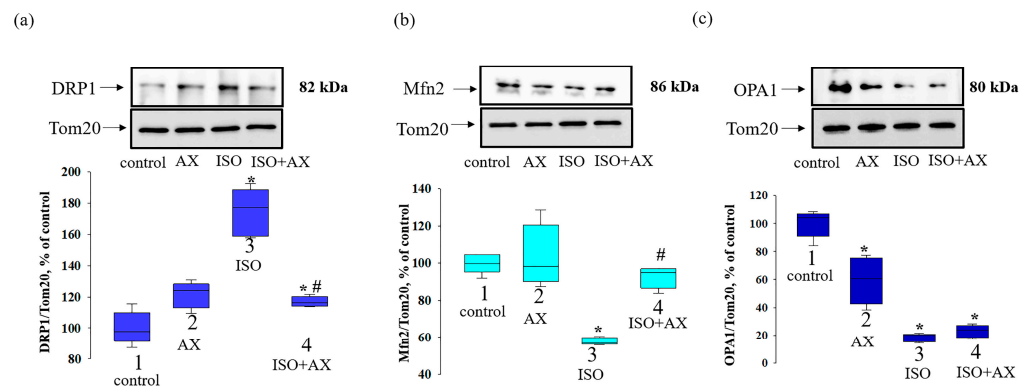 (a)
DRP1
82 kDa
Tom20
control AX ISO ISO+AX
DRP1/Tom20, % of control
200
180
160
140
120
100
80
1
control
2
AX
*
3
ISO
* #
4
ISO+AX
(b)
Mfn2
86 kDa
Tom20
control AX ISO ISO+AX
Mfn2/Tom20, % of control
140
120
100
80
60
40
1
control
2
AX
*
3
ISO
#
4
ISO+AX
(c)
OPA1
80 kDa
Tom20
control AX ISO ISO+AX
OPA1/Tom20, % of control
120
100
80
60
40
20
0
1
control
*
2
AX
*
3
ISO
*
4
ISO+AX